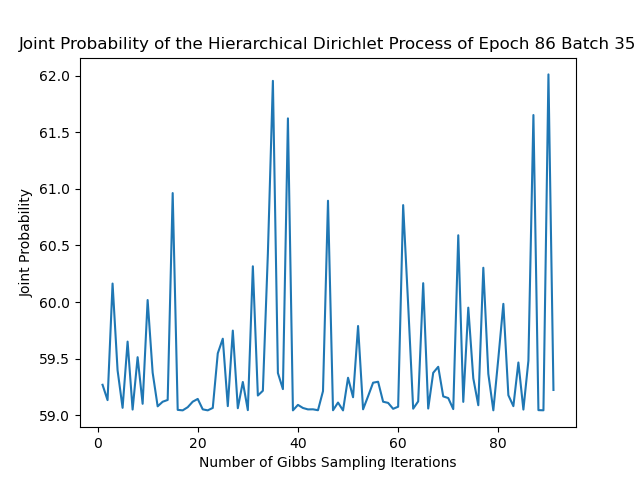 Joint Probability of the Hierarchical Dirichlet Process of Epoch 86 Batch 35
62.0
61.5
61.0
60.5
60.0
59.5
59.0
Joint Probability
0 20 40 60 80
Number of Gibbs Sampling Iterations